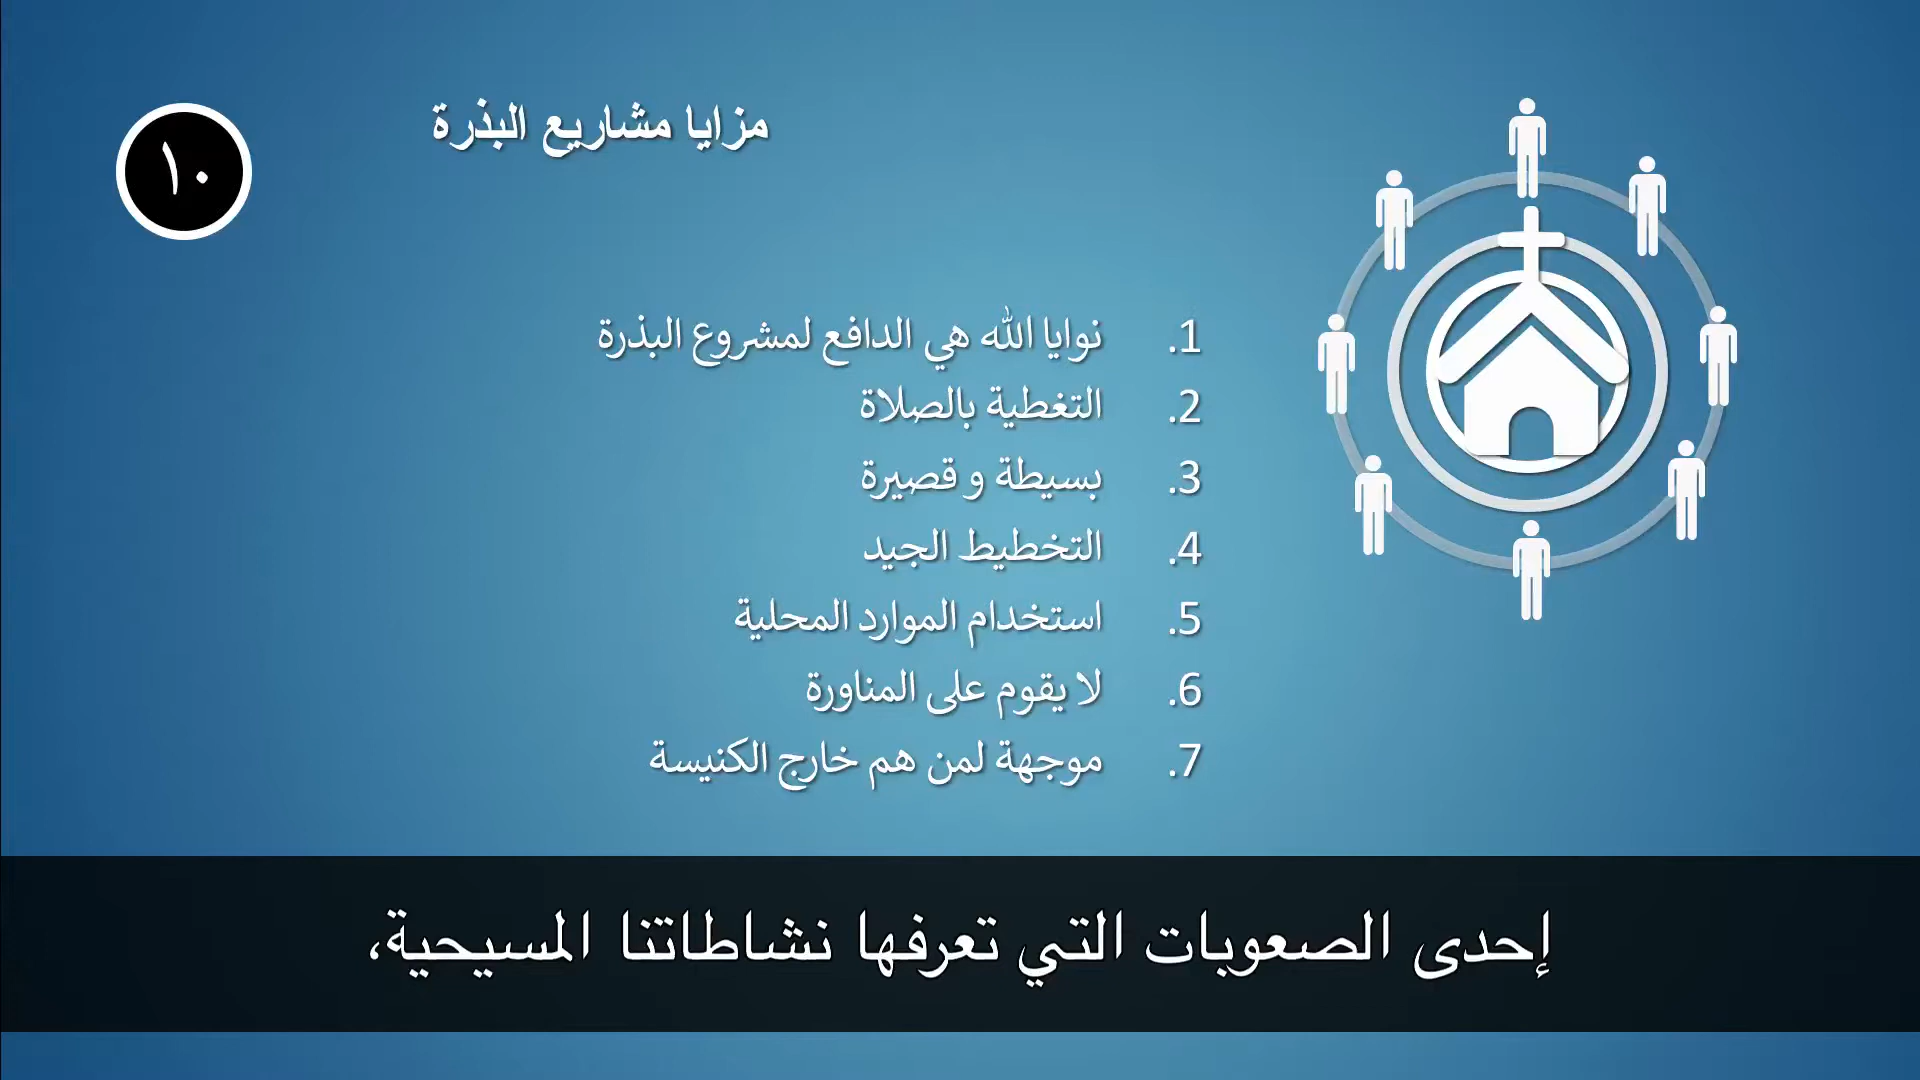 مزايا مشاريع البذرة
١٠
1. نوايا الله هي الدافع لمشروع البذرة
2. التغطية بالصلاة
3. بسيطة و قصيرة
4. التخطيط الجيد
5. استخدام الموارد المحلية
6. لا يقوم على المناورة
7. موجهة لمن هم خارج الكنيسة
إحدى الصعوبات التي تعرفها نشاطاتنا المسيحية،